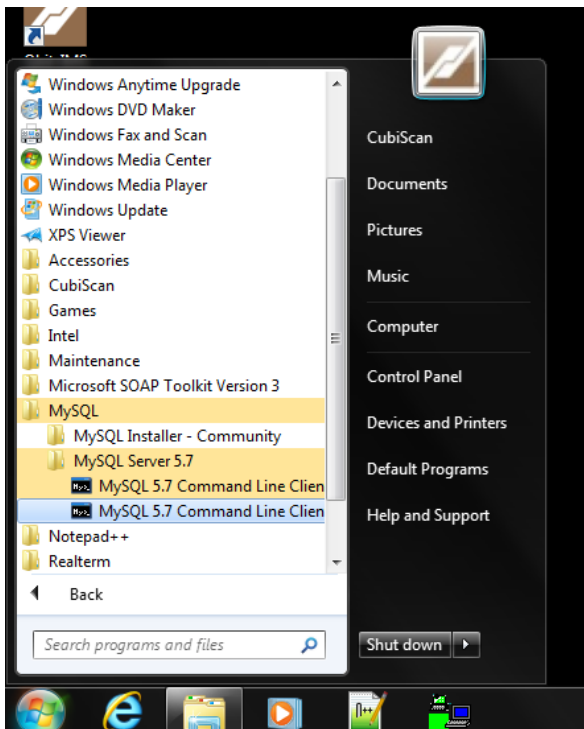 Windows Anytime Upgrade
Windows DVD Maker
Windows Fax and Scan
Windows Media Center
Windows Media Player
Windows Update
XPS Viewer
Accessories
CubiScan
Games
Intel
Maintenance
Microsoft SOAP Toolkit Version 3
MySQL
MySQL Installer - Community
MySQL Server 5.7
MySQL 5.7 Command Line Clien
MySQL 5.7 Command Line Clien
Notepad++
Realterm
Back
Search programs and files
CubiScan
Documents
Pictures
Music
Computer
Control Panel
Devices and Printers
Default Programs
Help and Support
Shut down